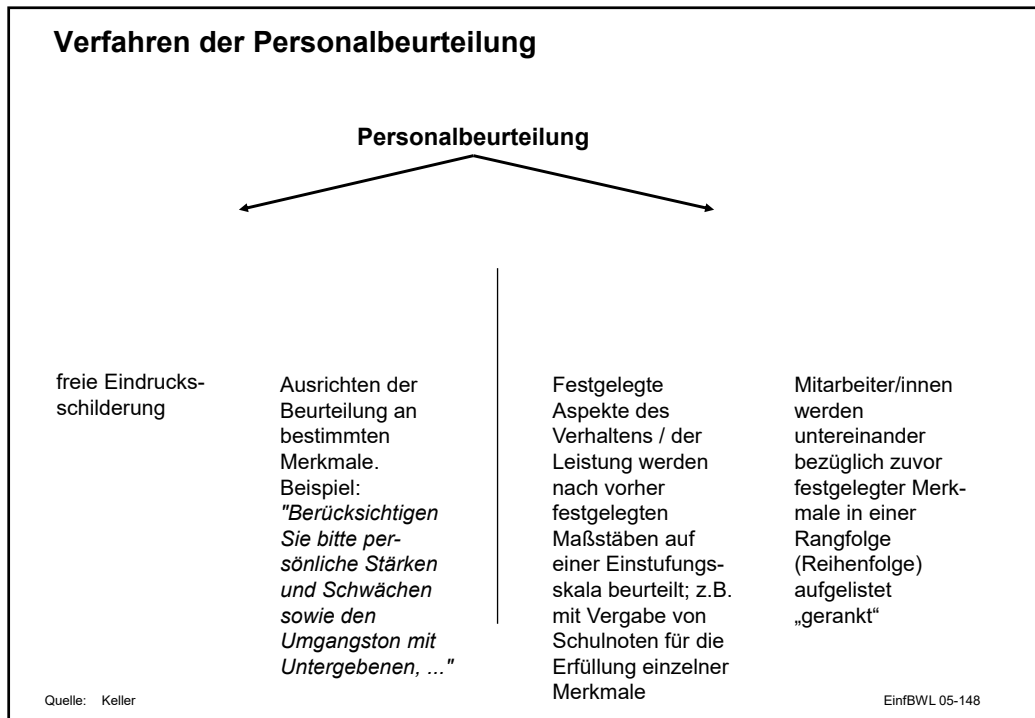 Verfahren der Personalbeurteilung
Personalbeurteilung
freie Eindrucks-
schilderung
Ausrichten der
Beurteilung an
bestimmten
Merkmale.
Beispiel:
"Berücksichtigen
Sie bitte per-
sönliche Stärken
und Schwächen
sowie den
Umgangston mit
Untergebenen, ..."
Festgelegte
Aspekte des
Verhaltens / der
Leistung werden
nach vorher
festgelegten
Maßstäben auf
einer Einstufungs-
skala beurteilt; z.B.
mit Vergabe von
Schulnoten für die
Erfüllung einzelner
Merkmale
Mitarbeiter/innen
werden
untereinander
bezüglich zuvor
festgelegter Merk-
male in einer
Rangfolge
(Reihenfolge)
aufgelistet
„gerankt“
Quelle: Keller
EinfBWL 05-148